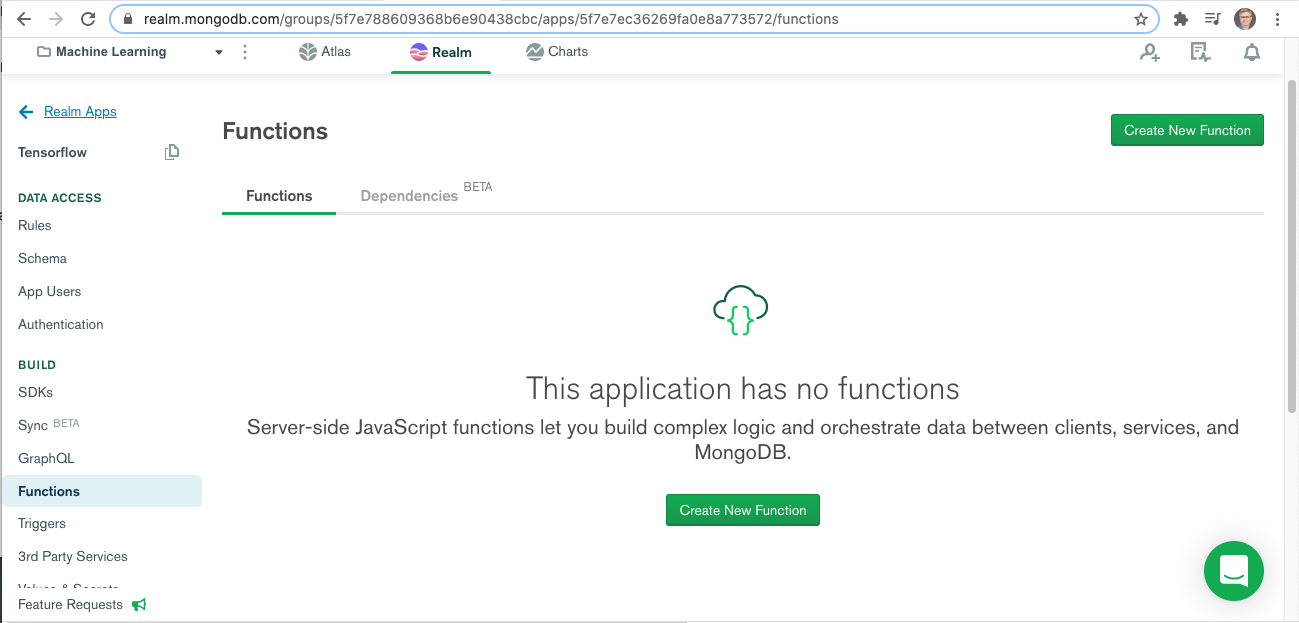 realm.mongodb.com/groups/5f7e788609368b6e90438cbc/apps/5f7e7ec36269fa0e8a773572/functions
Machine Learning
Atlas
Realm
Charts
Realm Apps
Functions
Create New Function
Tensorflow
Functions
Dependencies BETA
DATA ACCESS
Rules
Schema
App Users
Authentication
BUILD
SDKs
Sync BETA
GraphQL
Functions
Triggers
3rd Party Services
Values & Secrets
Feature Requests
This application has no functions
Server-side JavaScript functions let you build complex logic and orchestrate data between clients, services, and
MongoDB.
Create New Function